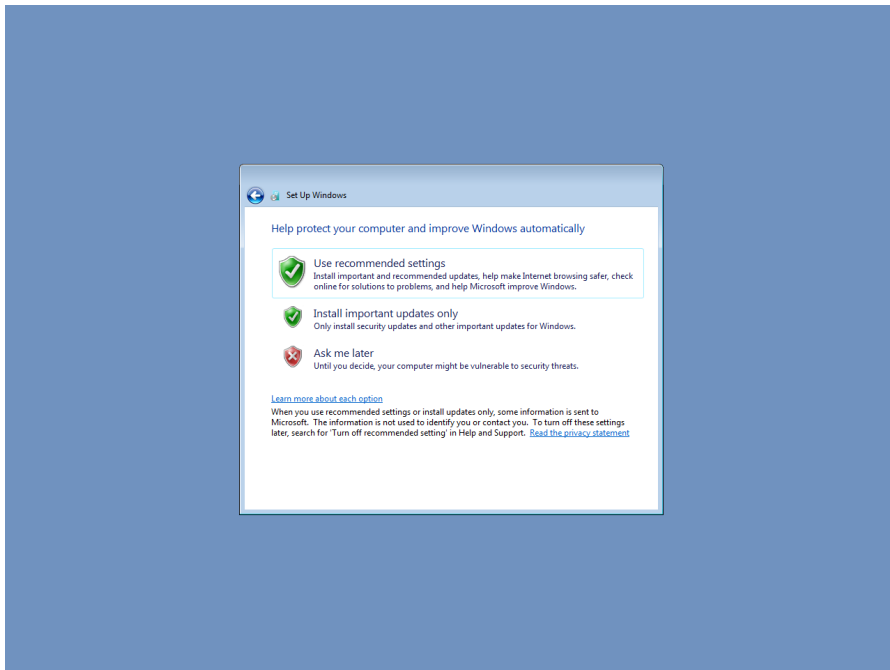 Set Up Windows
Help protect your computer and improve Windows automatically
Use recommended settings
Install important and recommended updates, help make Internet browsing safer, check
online for solutions to problems, and help Microsoft improve Windows.
Install important updates only
Only install security updates and other important updates for Windows.
Ask me later
Until you decide, your computer might be vulnerable to security threats.
Learn more about each option
When you use recommended settings or install updates only, some information is sent to
Microsoft. The information is not used to identify you or contact you. To turn off these settings
later, search for 'Turn off recommended setting' in Help and Support. Read the privacy statement